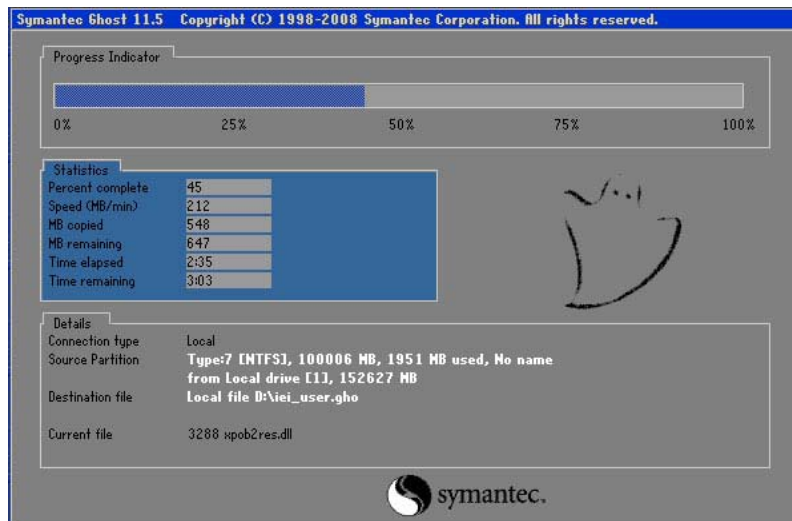 Symantec Ghost 11.5 Copyright (C) 1998-2008 Symantec Corporation. All rights reserved.
Progress Indicator
0% 25% 50% 75% 100%
Statistics
Percent complete 45
Speed (MB/min) 212
MB copied 548
MB remaining 647
Time elapsed 2:35
Time remaining 3:03
Details
Connection type Local
Source Partition Type:7 [NTFS], 100006 MB, 1951 MB used, No name
from Local drive [1], 152627 MB
Destination file Local file D:\iei_user.gho
Current file 3288 xpob2res.dll
symantec.